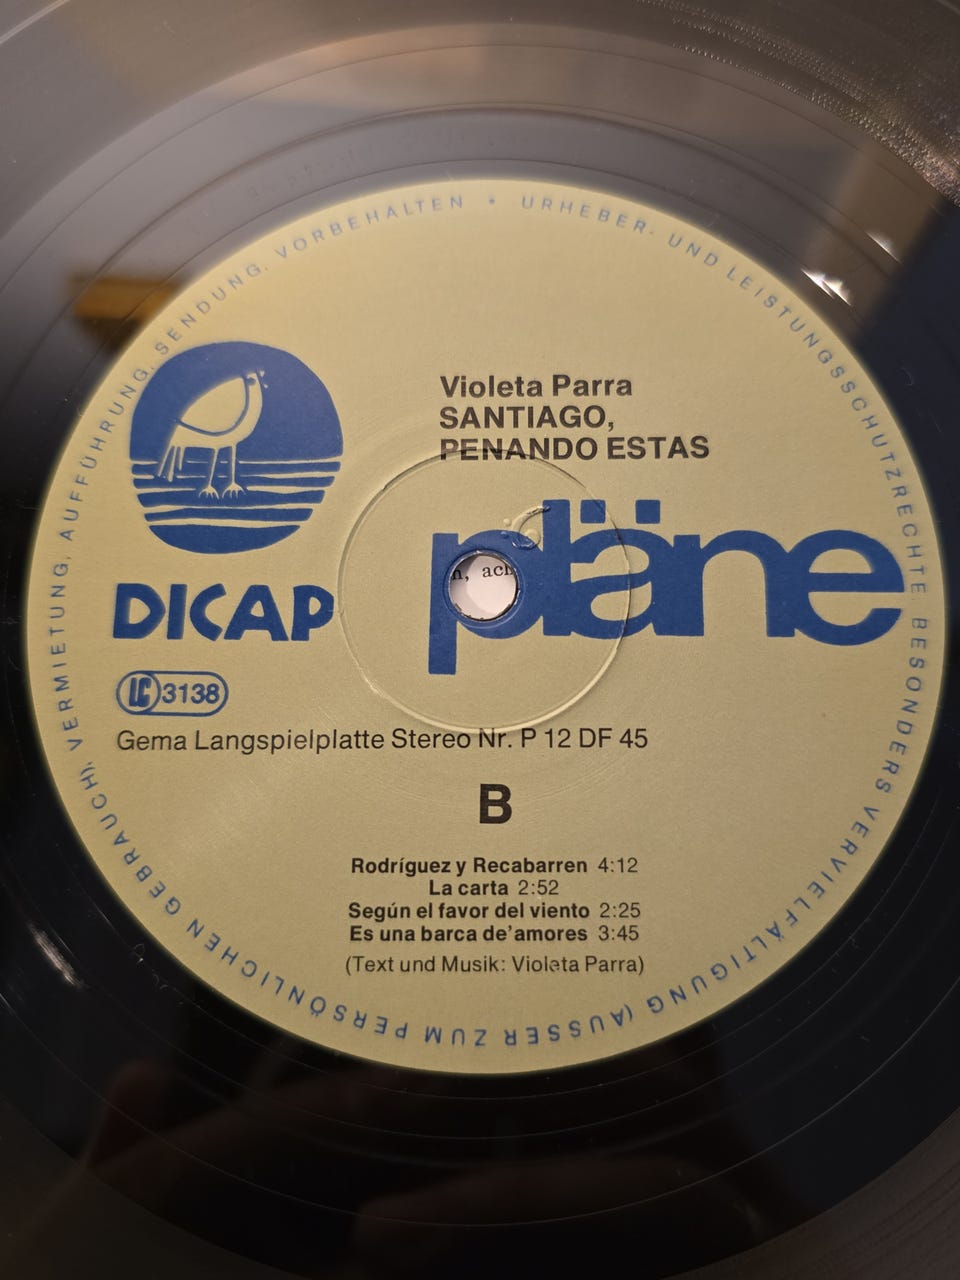 URHEBER- UND LEISTUNGSSCHUTZRECHTE BESONDERS VERVIELFÄLTIGUNG (AUSSER ZUM PERSÖNLICHEN GEBRAUCH), VERMIETUNG, AUFFÜHRUNG, SENDUNG, VORBEHALTEN •
Violeta Parra
SANTIAGO,
PENANDO ESTAS
pläne
DICAP
LC 3138
Gema Langspielplatte Stereo Nr. P 12 DF 45
B
Rodríguez y Recabarren 4:12
La carta 2:52
Según el favor del viento 2:25
Es una barca de'amores 3:45
(Text und Musik: Violeta Parra)